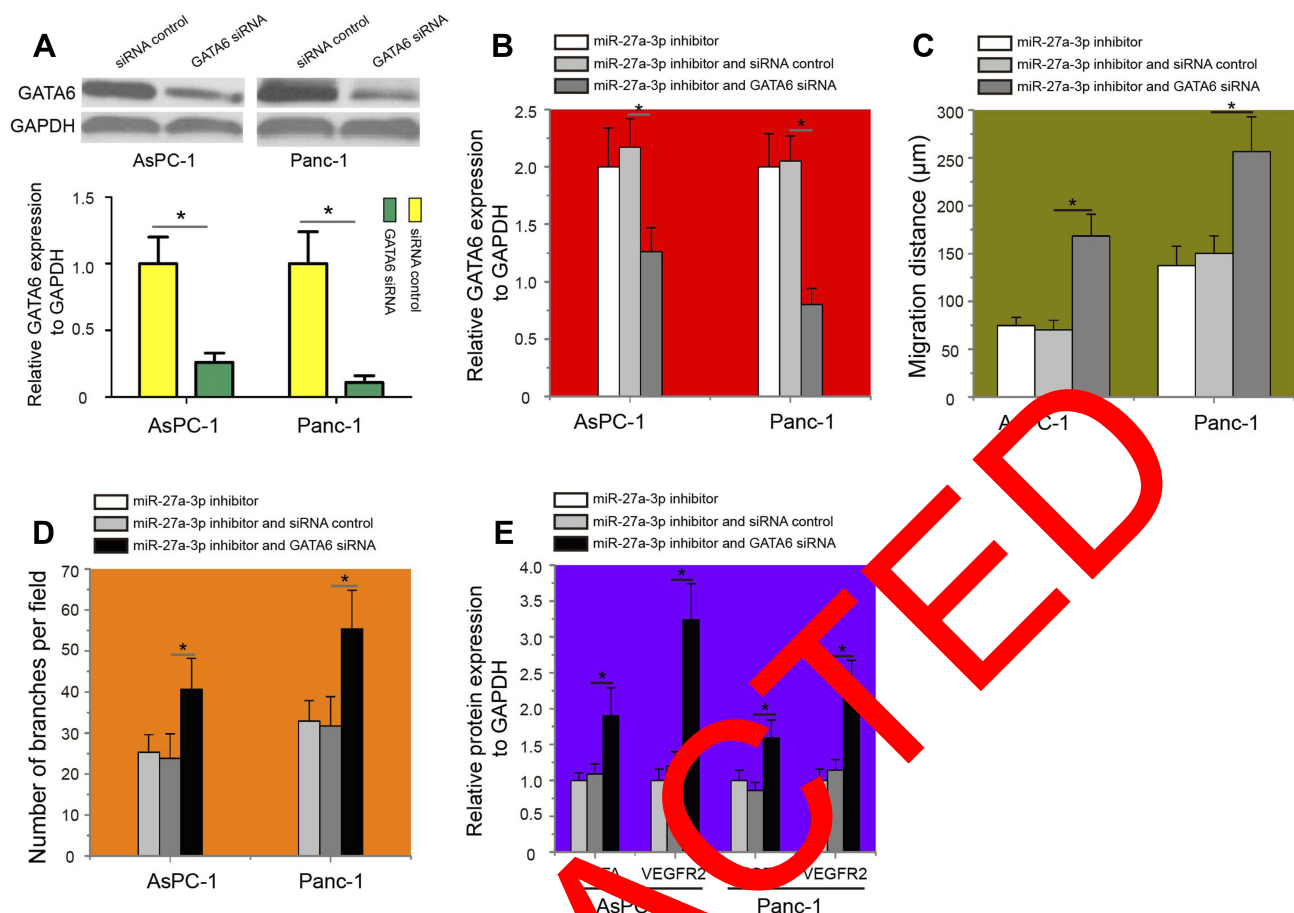 A
siRNA control
GATA6 siRNA
siRNA control
GATA6 siRNA
GATA6
GAPDH
AsPC-1
Panc-1
Relative GATA6 expression
to GAPDH
1.5
1.0
0.5
0
*
*
GATA6 siRNA
siRNA control
AsPC-1
Panc-1
B
miR-27a-3p inhibitor
miR-27a-3p inhibitor and siRNA control
miR-27a-3p inhibitor and GATA6 siRNA
Relative GATA6 expression
to GAPDH
2.5
2.0
1.5
1.0
0.5
0
*
*
AsPC-1
Panc-1
C
miR-27a-3p inhibitor
miR-27a-3p inhibitor and siRNA control
miR-27a-3p inhibitor and GATA6 siRNA
Migration distance (µm)
300
250
200
150
100
50
0
*
*
Panc-1
D
miR-27a-3p inhibitor
miR-27a-3p inhibitor and siRNA control
miR-27a-3p inhibitor and GATA6 siRNA
Number of branches per field
70
60
50
40
30
20
10
0
*
*
AsPC-1
Panc-1
E
miR-27a-3p inhibitor
miR-27a-3p inhibitor and siRNA control
miR-27a-3p inhibitor and GATA6 siRNA
Relative protein expression
to GAPDH
4.0
3.5
3.0
2.5
2.0
1.5
1.0
0.5
0
*
*
*
*
VEGFR2
VEGFR2
Panc-1
ACTED